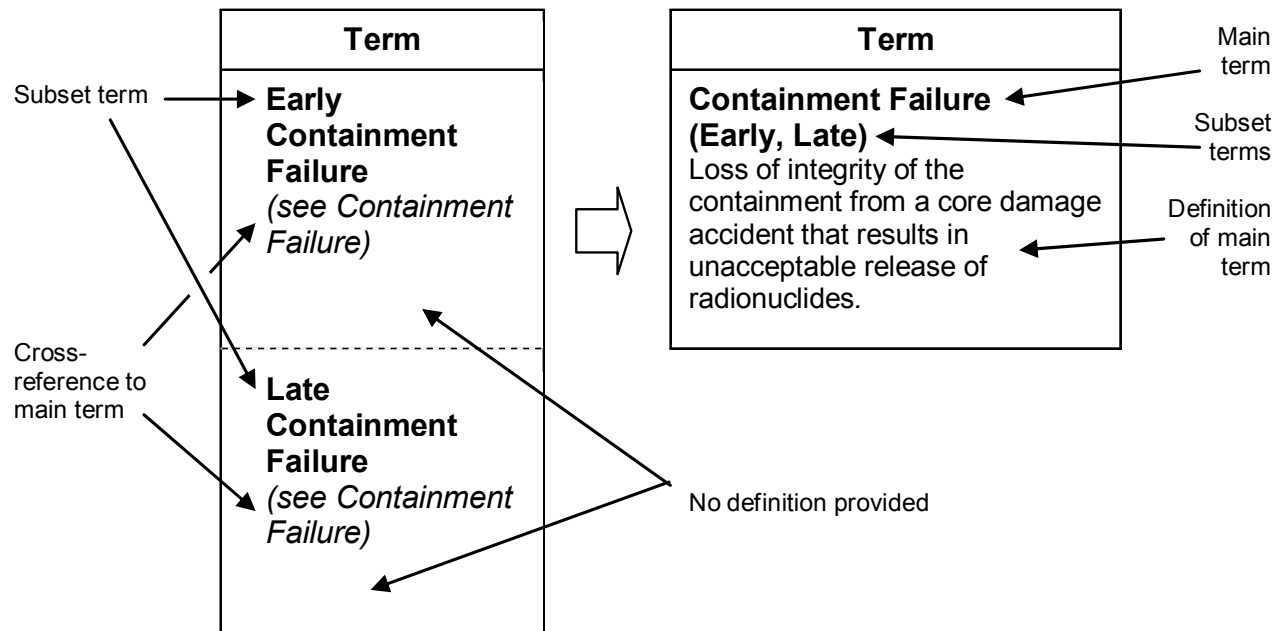 Term
Subset term
Early
Containment
Failure
(see Containment
Failure)
Cross-
reference to
main term
Late
Containment
Failure
(see Containment
Failure)
No definition provided
Term
Containment Failure
(Early, Late)
Loss of integrity of the
containment from a core damage
accident that results in
unacceptable release of
radionuclides.
Main
term
Subset
terms
Definition
of main
term